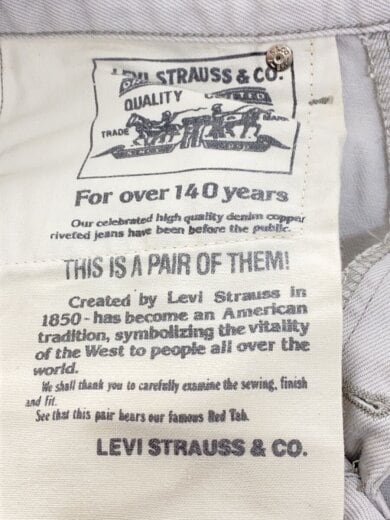 LEVI STRAUSS & CO.
QUALITY
TRADE MARK
For over 140 years
Our celebrated high quality denim copper
riveted jeans have been before the public.
THIS IS A PAIR OF THEM!
Created by Levi Strauss in
1850-has become an American
tradition, symbolizing the vitality
of the West to people all over the
world.
We shall thank you to carefully examine the sewing, finish
and fit.
See that this pair bears our famous Red Tab.
LEVI STRAUSS & CO.